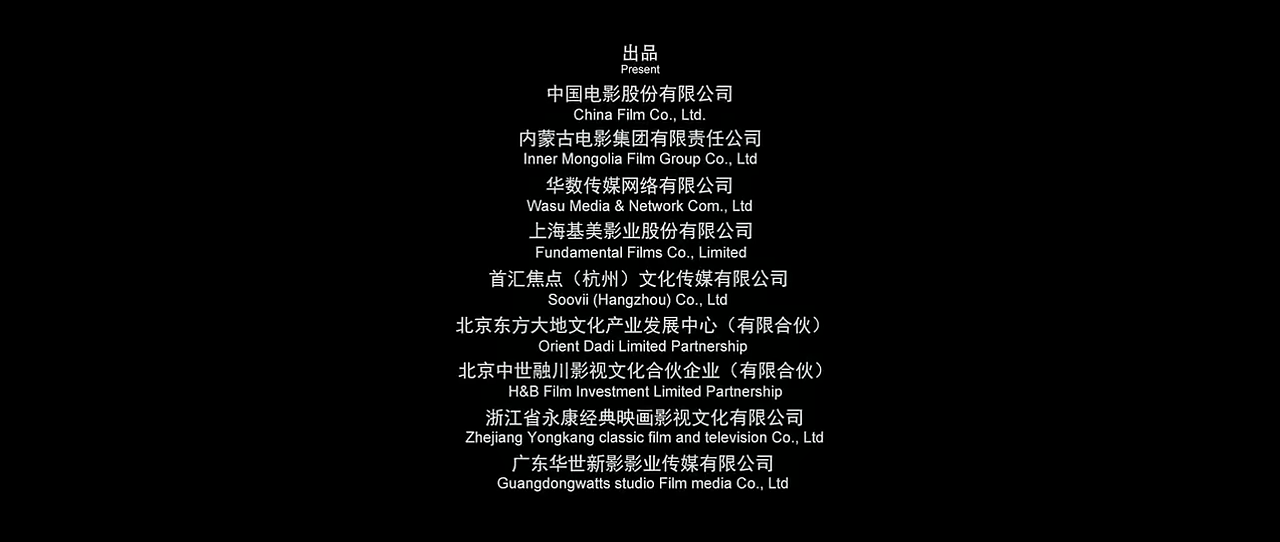 出品
Present
中国电影股份有限公司
China Film Co., Ltd.
内蒙古电影集团有限责任公司
Inner Mongolia Film Group Co., Ltd
华数传媒网络有限公司
Wasu Media & Network Com., Ltd
上海基美影业股份有限公司
Fundamental Films Co., Limited
首汇焦点（杭州）文化传媒有限公司
Soovii (Hangzhou) Co., Ltd
北京东方大地文化产业发展中心（有限合伙）
Orient Dadi Limited Partnership
北京中世融川影视文化合伙企业（有限合伙）
H&B Film Investment Limited Partnership
浙江省永康经典映画影视文化有限公司
Zhejiang Yongkang classic film and television Co., Ltd
广东华世新影影业传媒有限公司
Guangdongwatts studio Film media Co., Ltd